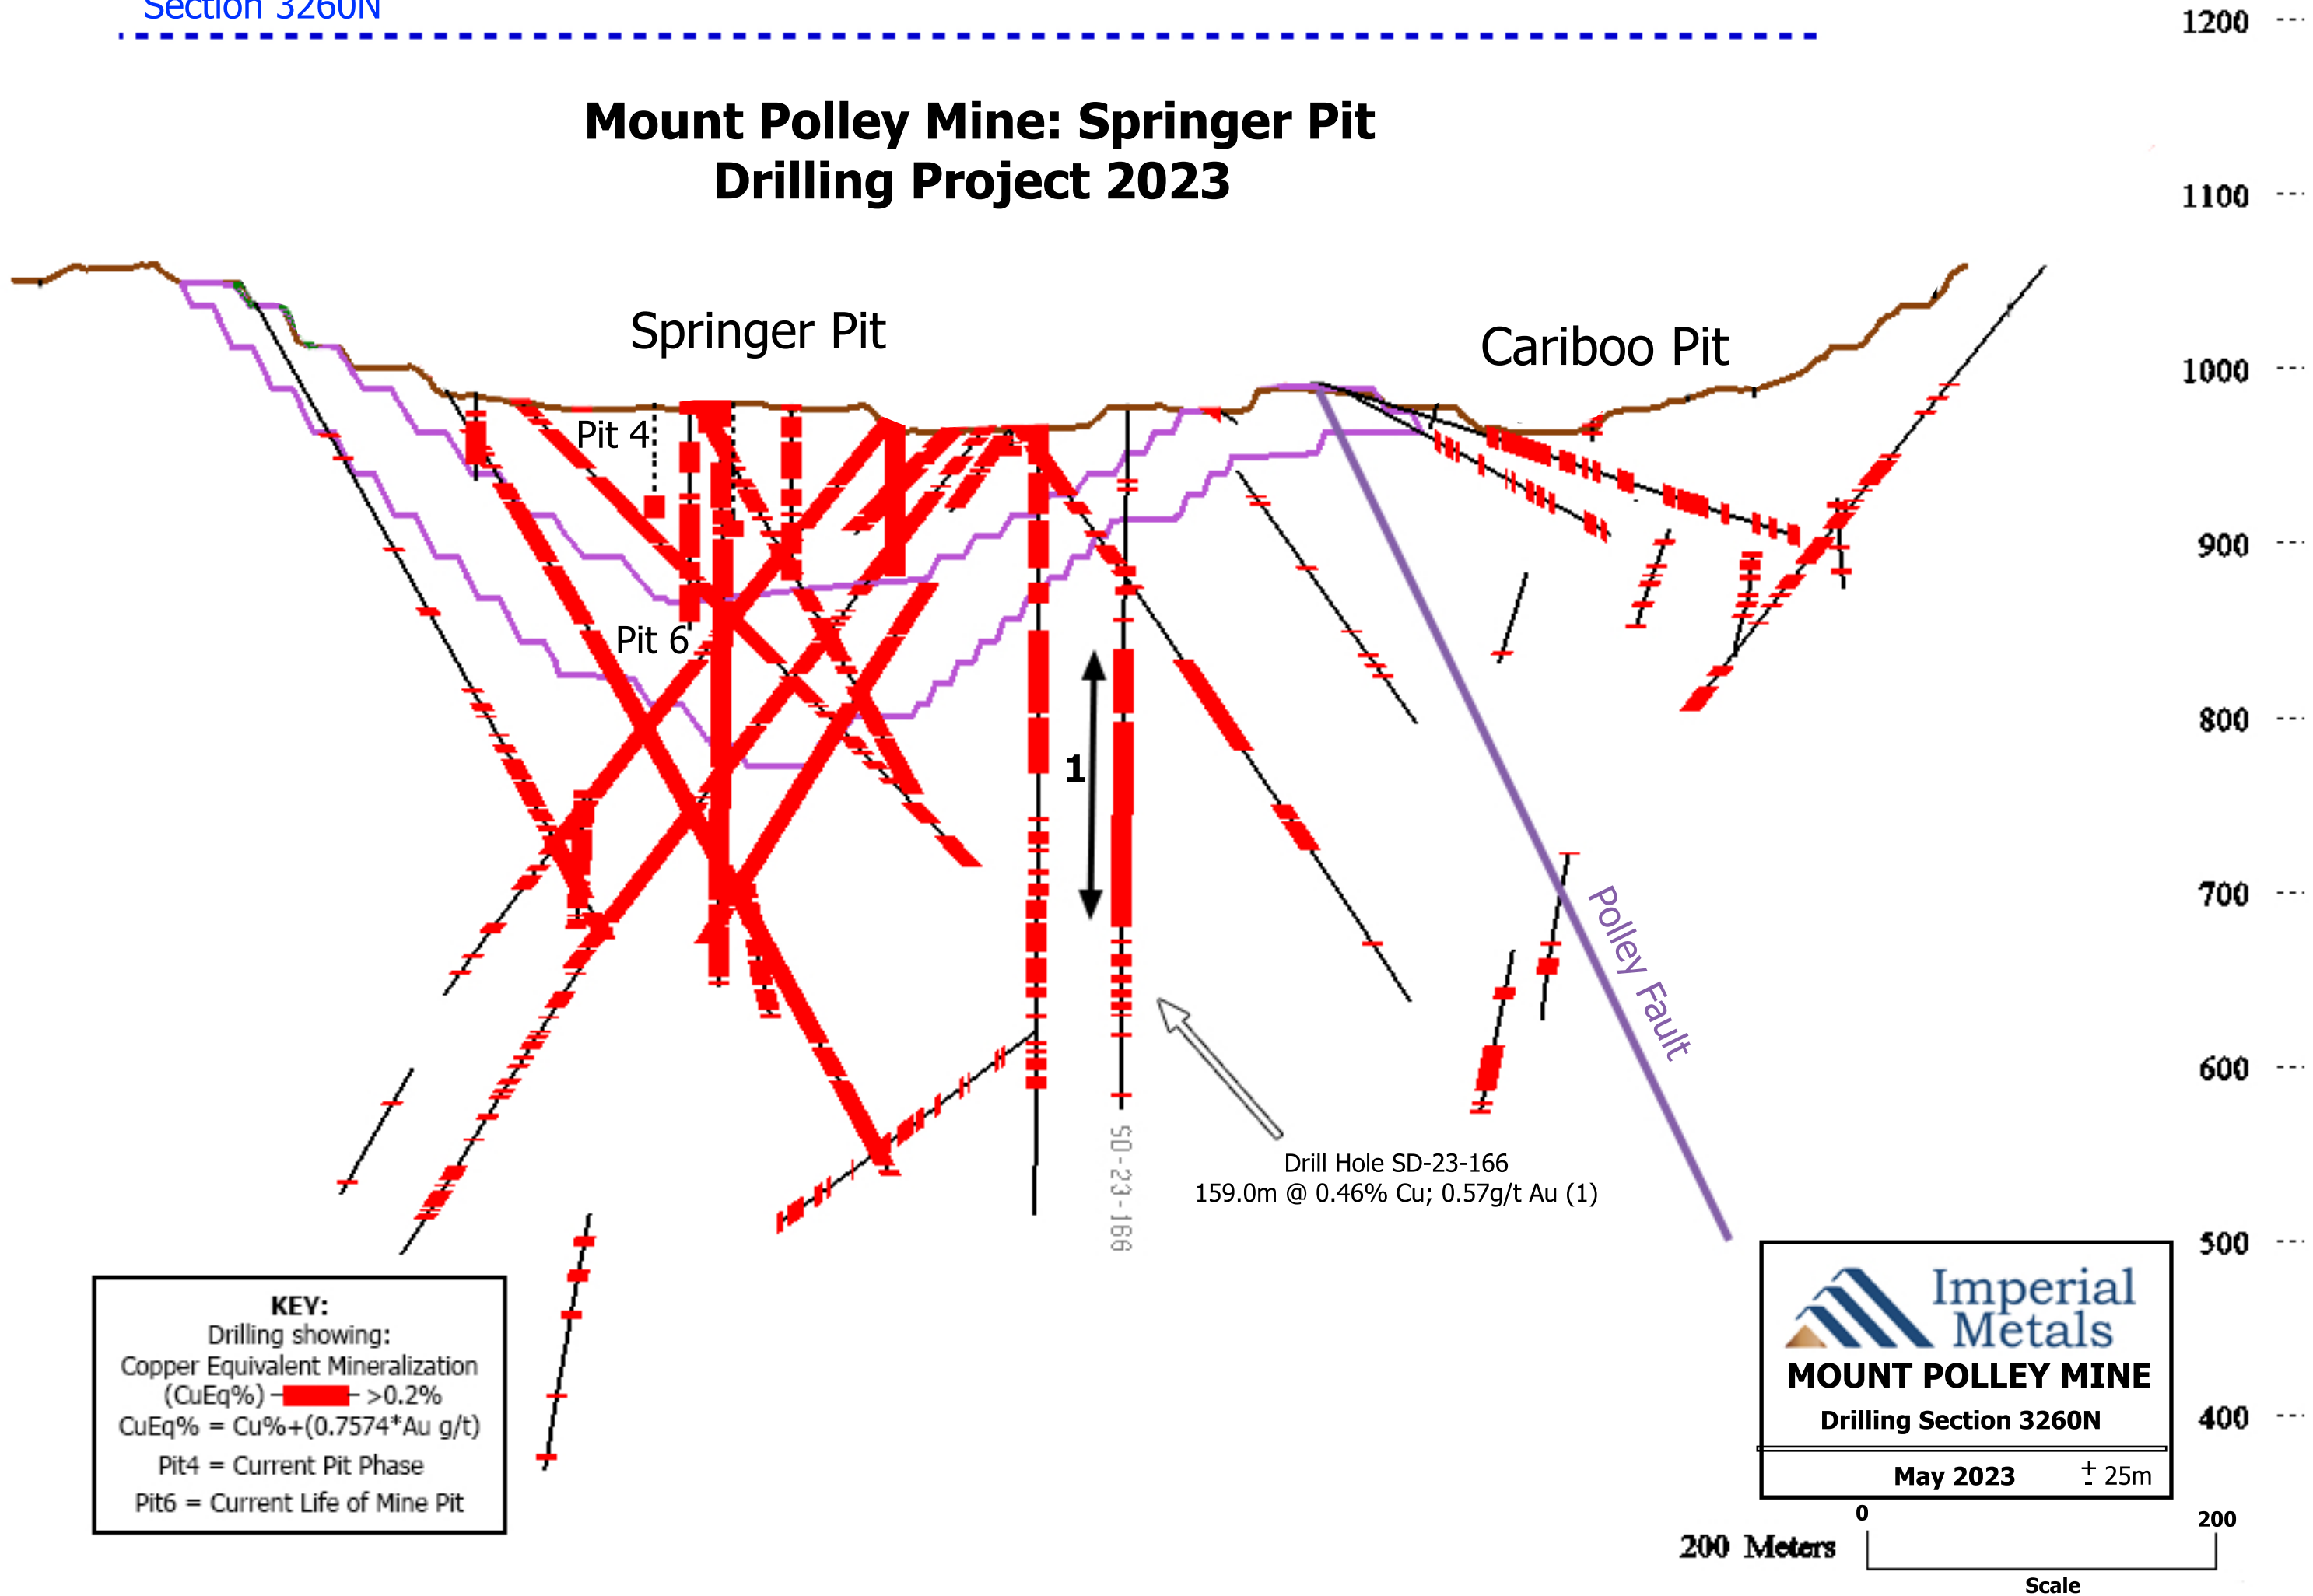 Section 3260N
1200
Mount Polley Mine: Springer Pit
Drilling Project 2023
1100
Springer Pit
Cariboo Pit
1000
Pit 4
900
Pit 6
800
1
700
Polley Fault
600
SD-23-166
Drill Hole SD-23-166
159.0m @ 0.46% Cu; 0.57g/t Au (1)
500
400
KEY:
Drilling showing:
Copper Equivalent Mineralization
(CuEq%) >0.2%
CuEq% = Cu%+(0.7574*Au g/t)
Pit4 = Current Pit Phase
Pit6 = Current Life of Mine Pit
Imperial
Metals
MOUNT POLLEY MINE
Drilling Section 3260N
May 2023 ± 25m
0 200
200 Meters
Scale